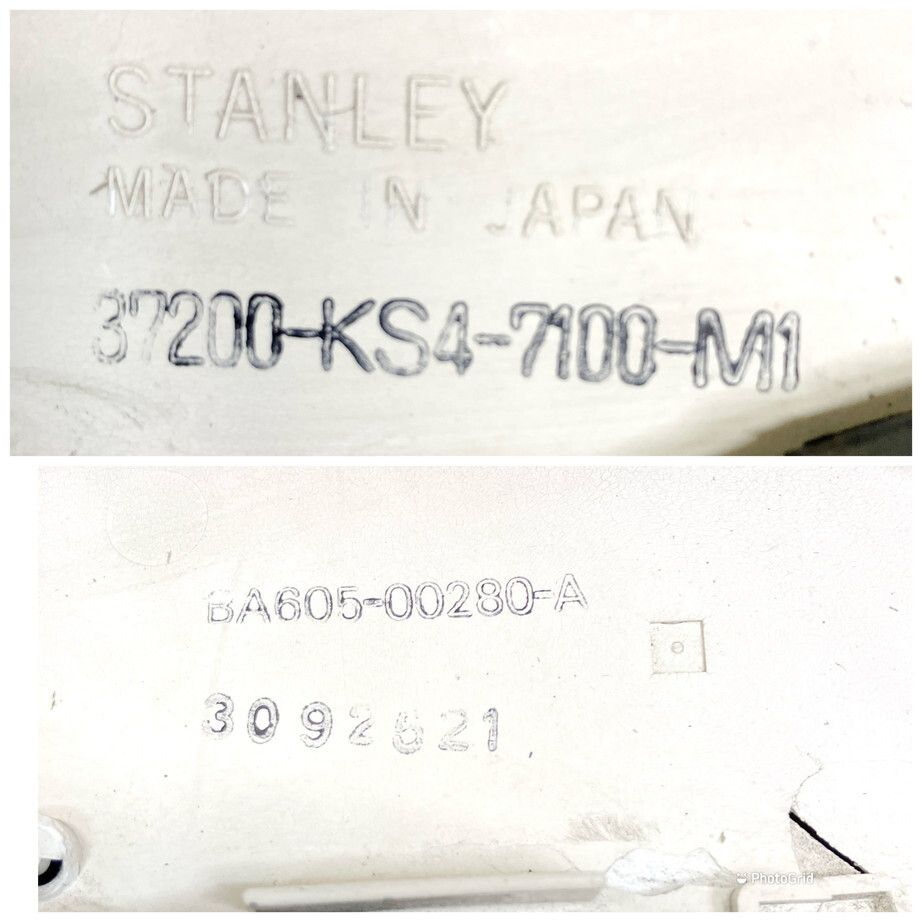 STANLEY
MADE IN JAPAN
37200-KS4-7100-M1
BA605-00280-A
3092621
PhotoGrid